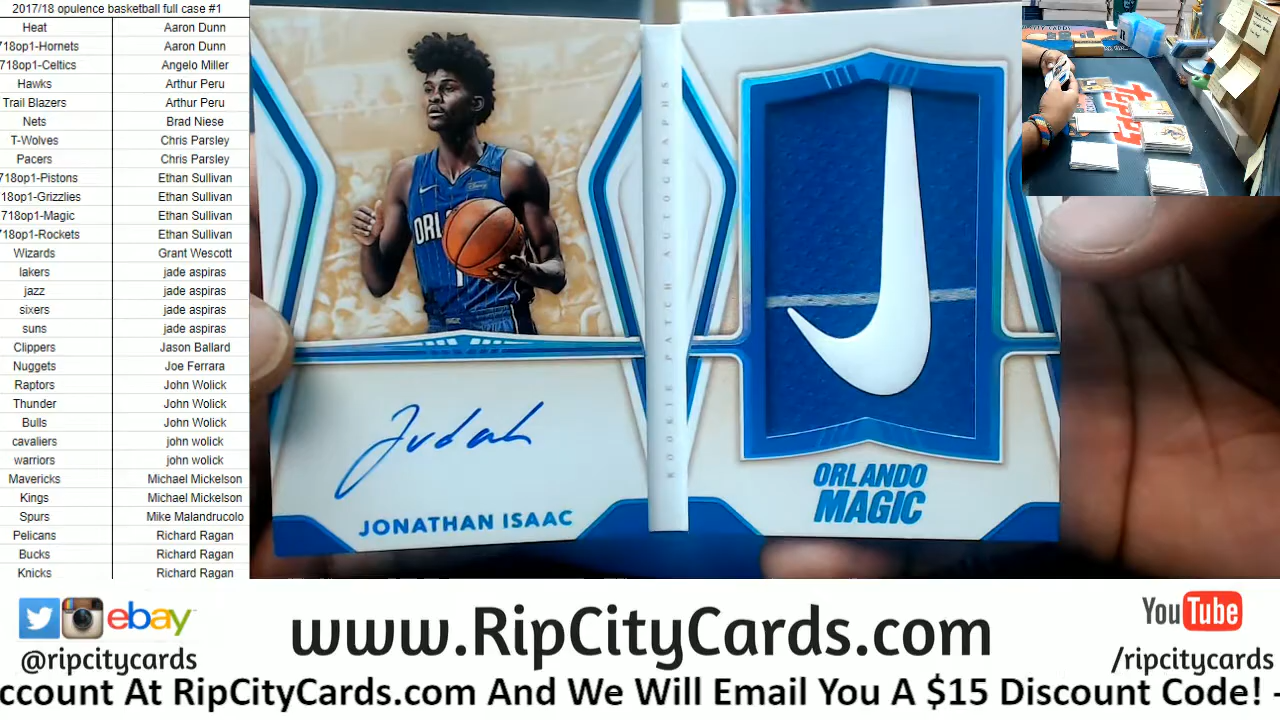 2017/18 opulence basketball full case #1
Heat Aaron Dunn
718op1-Hornets Aaron Dunn
718op1-Celtics Angelo Miller
Hawks Arthur Peru
Trail Blazers Arthur Peru
Nets Brad Niese
T-Wolves Chris Parsley
Pacers Chris Parsley
718op1-Pistons Ethan Sullivan
18op1-Grizzlies Ethan Sullivan
718op1-Magic Ethan Sullivan
718op1-Rockets Ethan Sullivan
Wizards Grant Wescott
lakers jade aspiras
jazz jade aspiras
sixers jade aspiras
suns jade aspiras
Clippers Jason Ballard
Nuggets Joe Ferrara
Raptors John Wolick
Thunder John Wolick
Bulls John Wolick
cavaliers john wolick
warriors john wolick
Mavericks Michael Mickelson
Kings Michael Mickelson
Spurs Mike Malandrucolo
Pelicans Richard Ragan
Bucks Richard Ragan
Knicks Richard Ragan
ORL
1
Judah
JONATHAN ISAAC
ROOKIE PATCH AUTOGRAPHS
ORLANDO
MAGIC
Topps
ebay
@ripcitycards
www.RipCityCards.com
YouTube
/ripcitycards
ccount At RipCityCards.com And We Will Email You A $15 Discount Code! -